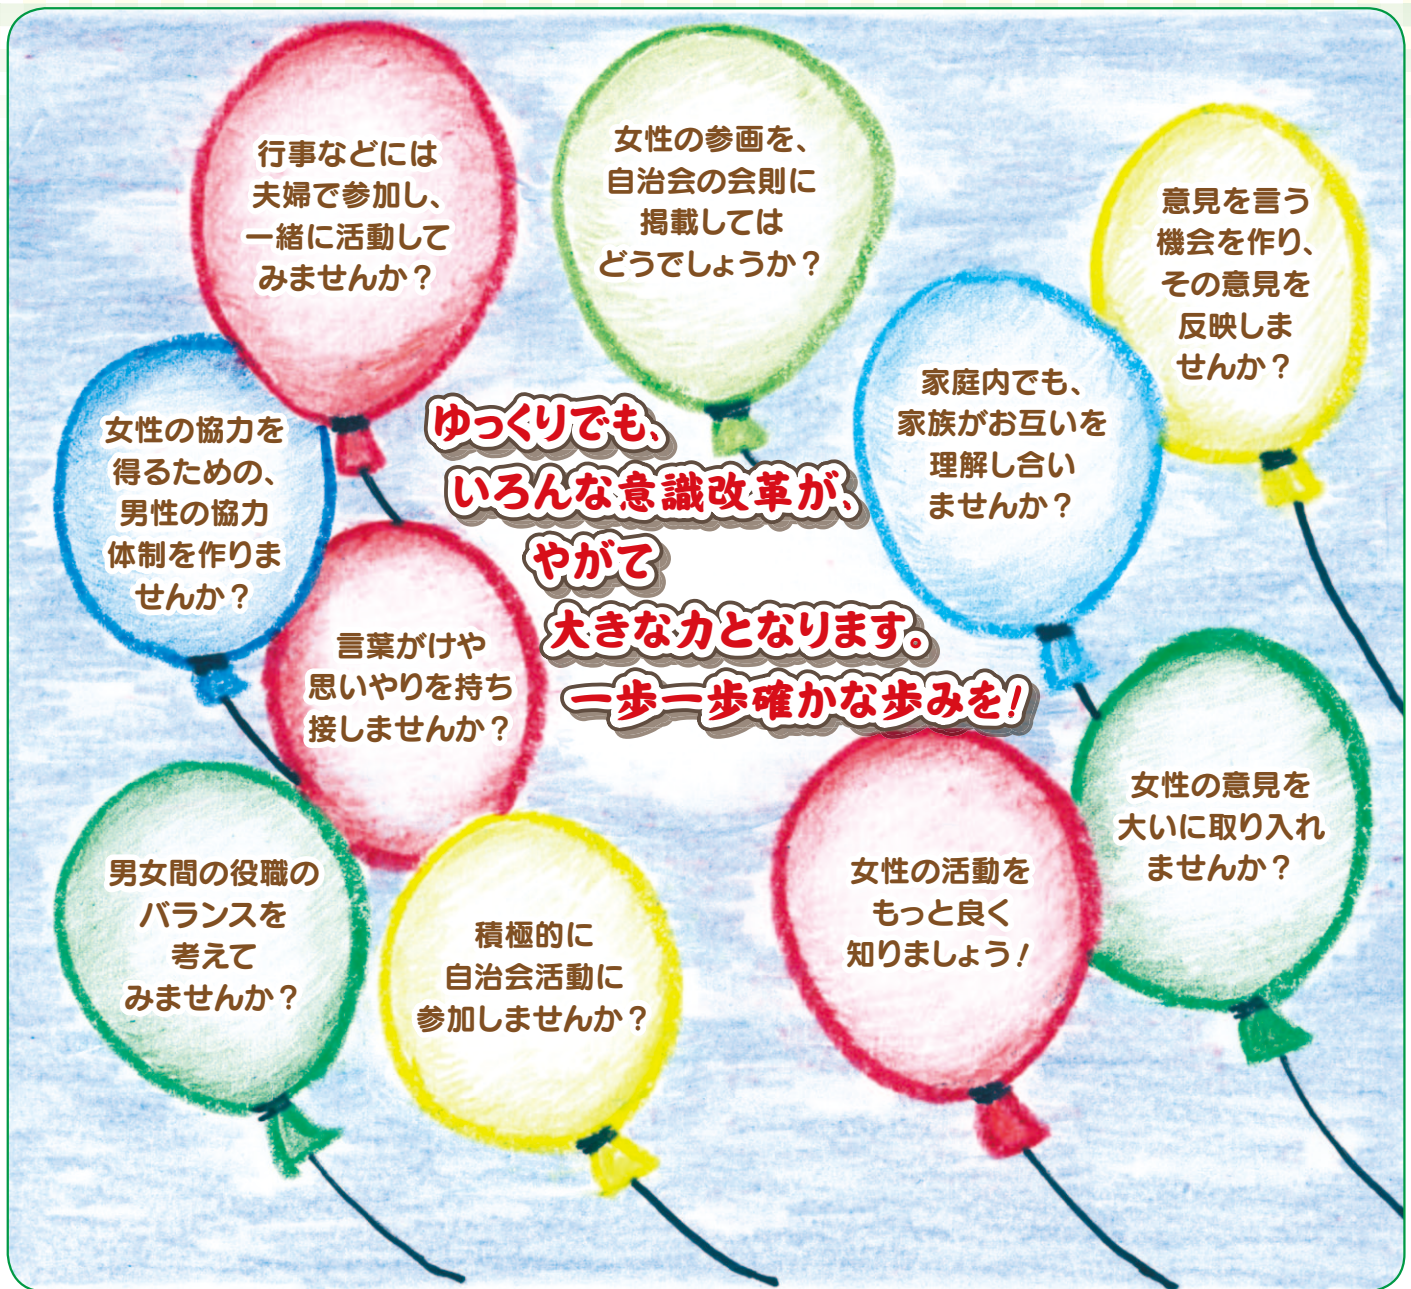 行事などには
夫婦で参加し、
一緒に活動して
みませんか？
女性の参画を、
自治会の会則に
掲載しては
どうでしょうか？
意見を言う
機会を作り、
その意見を
反映しま
せんか？
家庭内でも、
家族がお互いを
理解し合い
ませんか？
女性の協力を
得るための、
男性の協力
体制を作りま
せんか？
ゆっくりでも、
いろんな意識改革が、
やがて
大きな力となります。
一歩一歩確かな歩みを！
言葉がけや
思いやりを持ち
接しませんか？
女性の意見を
大いに取り入れ
ませんか？
男女間の役職の
バランスを
考えて
みませんか？
積極的に
自治会活動に
参加しませんか？
女性の活動を
もっと良く
知りましょう！